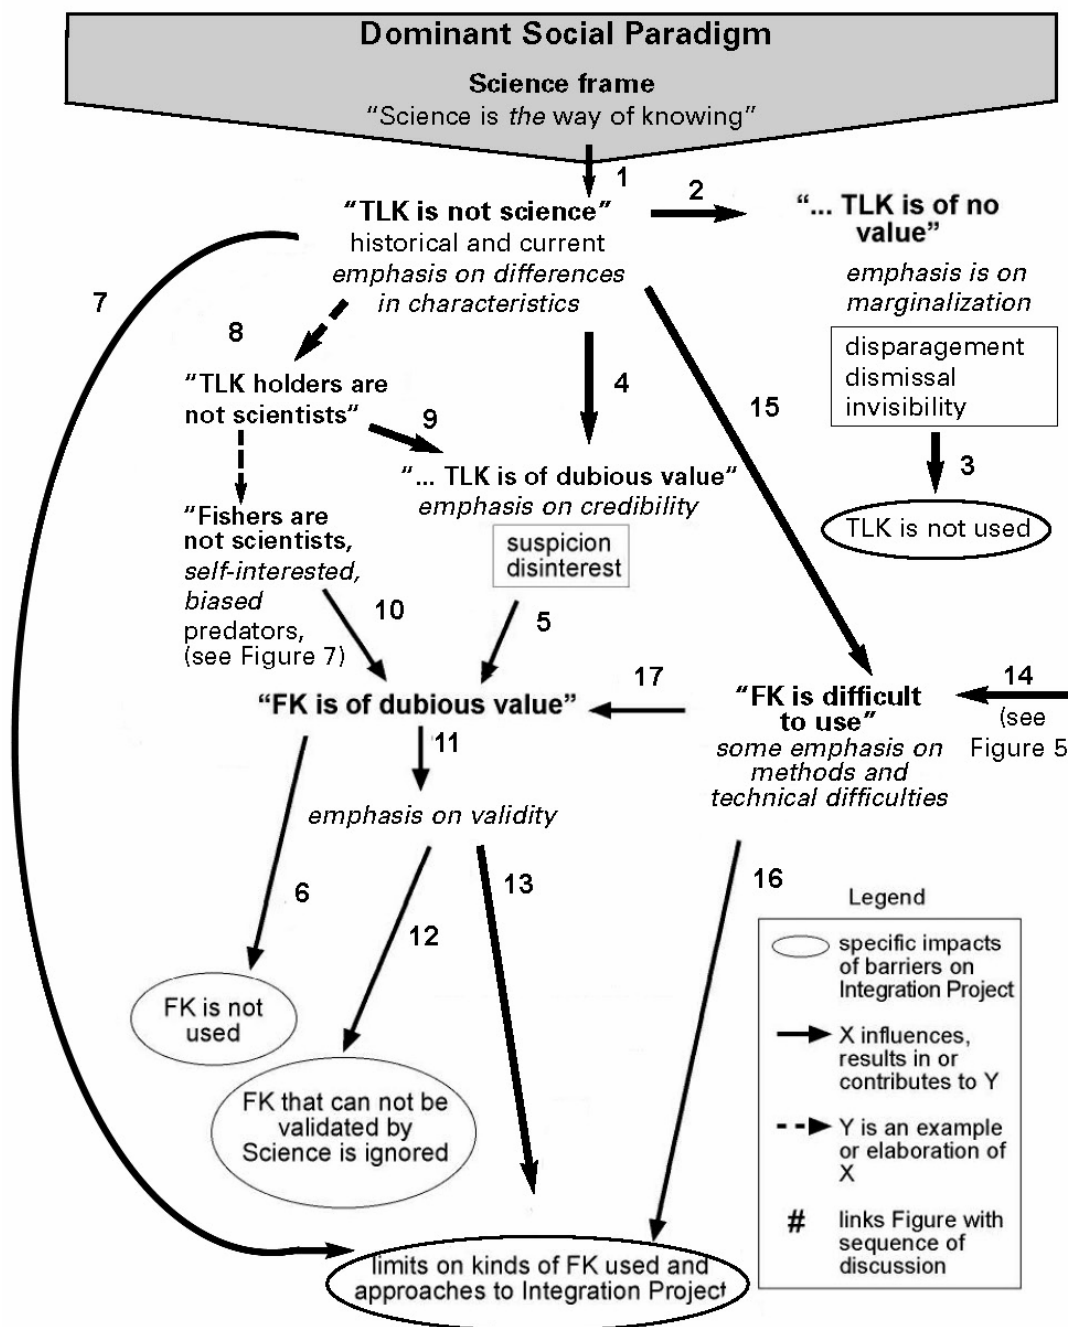 Dominant Social Paradigm
Science frame
“Science is the way of knowing”
1
2
“TLK is not science”
historical and current
emphasis on differences
in characteristics
“... TLK is of no
value”
emphasis is on
marginalization
disparagement
dismissal
invisibility
3
TLK is not used
7
8
“TLK holders are
not scientists”
9
4
15
“... TLK is of dubious value”
emphasis on credibility
suspicion
disinterest
“Fishers are
not scientists,
self-interested,
biased
predators,
(see Figure 7)
10
5
17
14
(see
Figure 5
“FK is of dubious value”
“FK is difficult
to use”
some emphasis on
methods and
technical difficulties
11
emphasis on validity
6
12
13
16
FK is not
used
FK that can not be
validated by
Science is ignored
limits on kinds of FK used and
approaches to Integration Project
Legend
specific impacts
of barriers on
Integration Project
X influences,
results in or
contributes to Y
Y is an example
or elaboration of
X
# links Figure with
sequence of
discussion